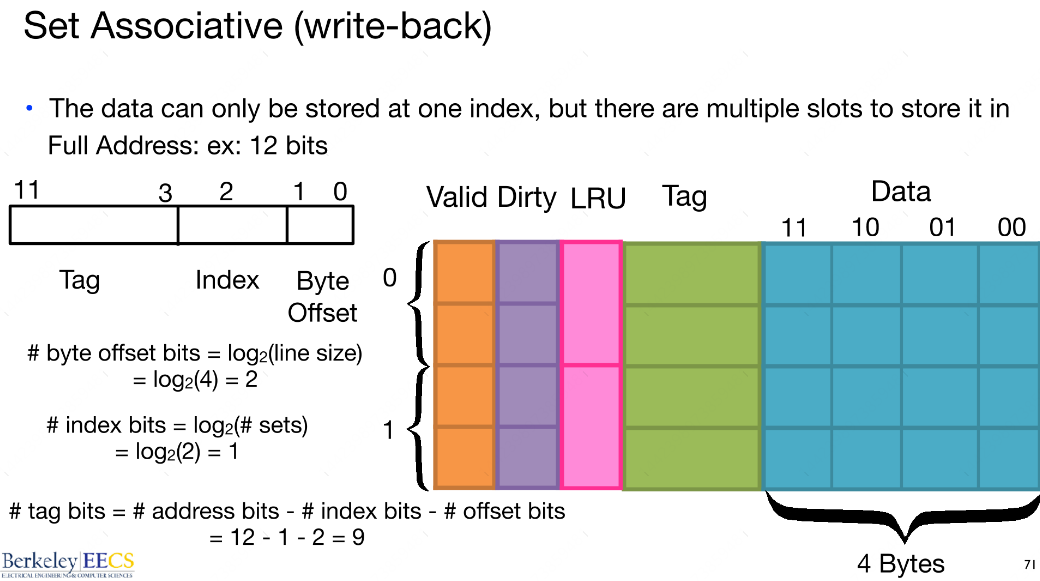 Set Associative (write-back)
• The data can only be stored at one index, but there are multiple slots to store it in
Full Address: ex: 12 bits
11 3 2 1 0
Tag Index Byte
Offset
# byte offset bits = log₂(line size)
= log₂(4) = 2
# index bits = log₂(# sets)
= log₂(2) = 1
# tag bits = # address bits - # index bits - # offset bits
= 12 - 1 - 2 = 9
Valid Dirty LRU Tag Data
11 10 01 00
0
1
4 Bytes
Berkeley EECS
ELECTRICAL ENGINEERING & COMPUTER SCIENCES
71